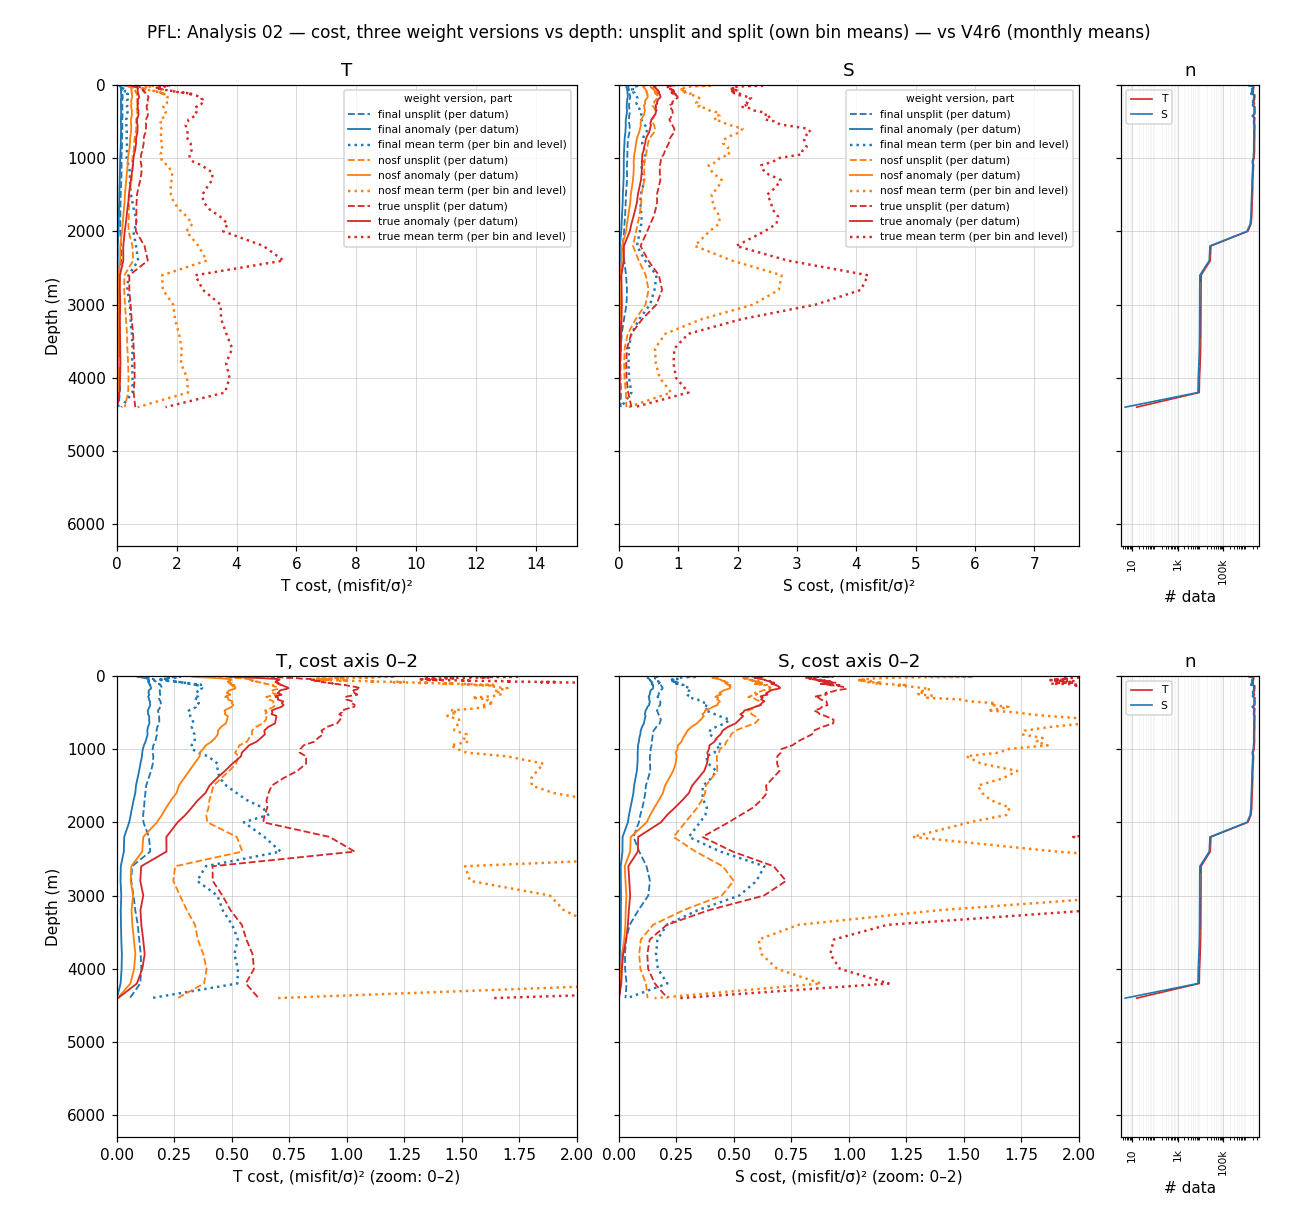 PFL: Analysis 02 — cost, three weight versions vs depth: unsplit and split (own bin means) — vs V4r6 (monthly means)
T
S
n
0
1000
2000
3000
4000
5000
6000
Depth (m)
weight version, part
final unsplit (per datum)
final anomaly (per datum)
final mean term (per bin and level)
nosf unsplit (per datum)
nosf anomaly (per datum)
nosf mean term (per bin and level)
true unsplit (per datum)
true anomaly (per datum)
true mean term (per bin and level)
weight version, part
final unsplit (per datum)
final anomaly (per datum)
final mean term (per bin and level)
nosf unsplit (per datum)
nosf anomaly (per datum)
nosf mean term (per bin and level)
true unsplit (per datum)
true anomaly (per datum)
true mean term (per bin and level)
T
S
0 2 4 6 8 10 12 14
T cost, (misfit/σ)²
0 1 2 3 4 5 6 7
S cost, (misfit/σ)²
10 1k 100k
# data
T, cost axis 0–2
S, cost axis 0–2
n
0
1000
2000
3000
4000
5000
6000
Depth (m)
T
S
0.00 0.25 0.50 0.75 1.00 1.25 1.50 1.75 2.00
T cost, (misfit/σ)² (zoom: 0–2)
0.00 0.25 0.50 0.75 1.00 1.25 1.50 1.75 2.00
S cost, (misfit/σ)² (zoom: 0–2)
10 1k 100k
# data